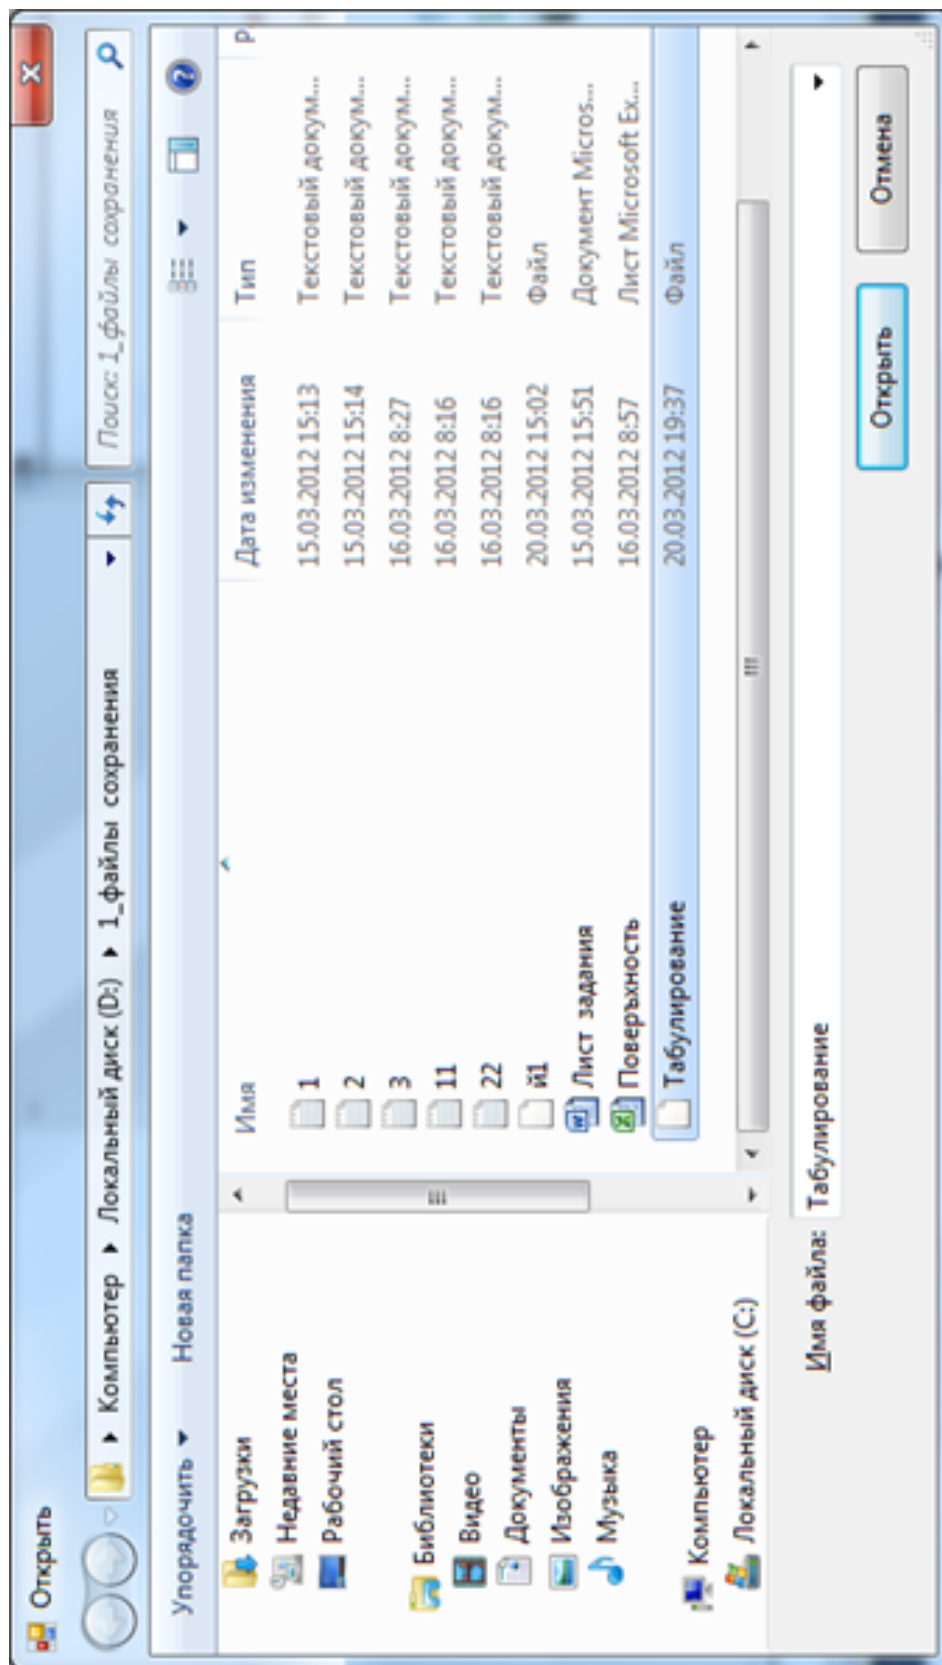 Открыть
Компьютер ▸ Локальный диск (D:) ▸ 1_файлы сохранения
Поиск: 1_файлы сохранения
Упорядочить ▾ Новая папка
Загрузки
Недавние места
Рабочий стол
Библиотеки
Видео
Документы
Изображения
Музыка
Компьютер
Локальный диск (C:)
Имя Дата изменения Тип Р
1 15.03.2012 15:13 Текстовый докум...
2 15.03.2012 15:14 Текстовый докум...
3 16.03.2012 8:27 Текстовый докум...
11 16.03.2012 8:16 Текстовый докум...
22 16.03.2012 8:16 Текстовый докум...
й1 20.03.2012 15:02 Файл
Лист задания 15.03.2012 15:51 Документ Micros...
Поверъхность 16.03.2012 8:57 Лист Microsoft Ex...
Табулирование 20.03.2012 19:37 Файл
Имя файла: Табулирование
Открыть Отмена